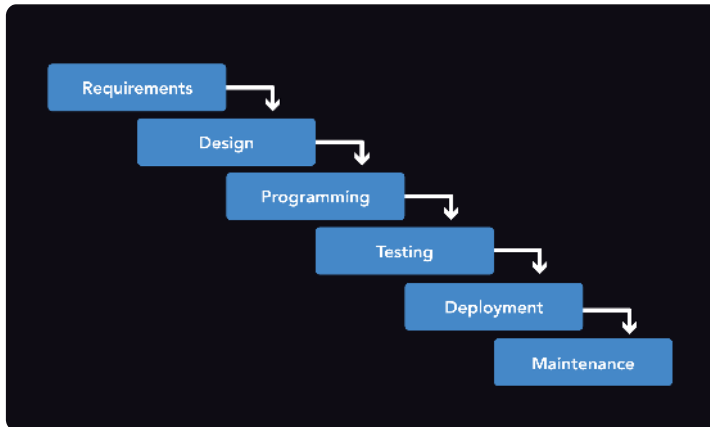 Requirements
Design
Programming
Testing
Deployment
Maintenance